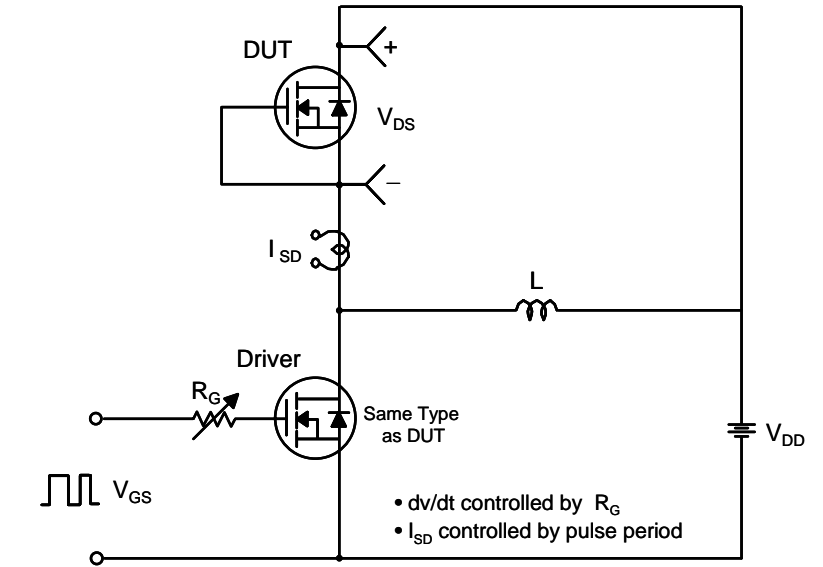 DUT
+
V_DS
−
I_SD
L
Driver
R_G
Same Type
as DUT
V_DD
V_GS
• dv/dt controlled by R_G
• I_SD controlled by pulse period